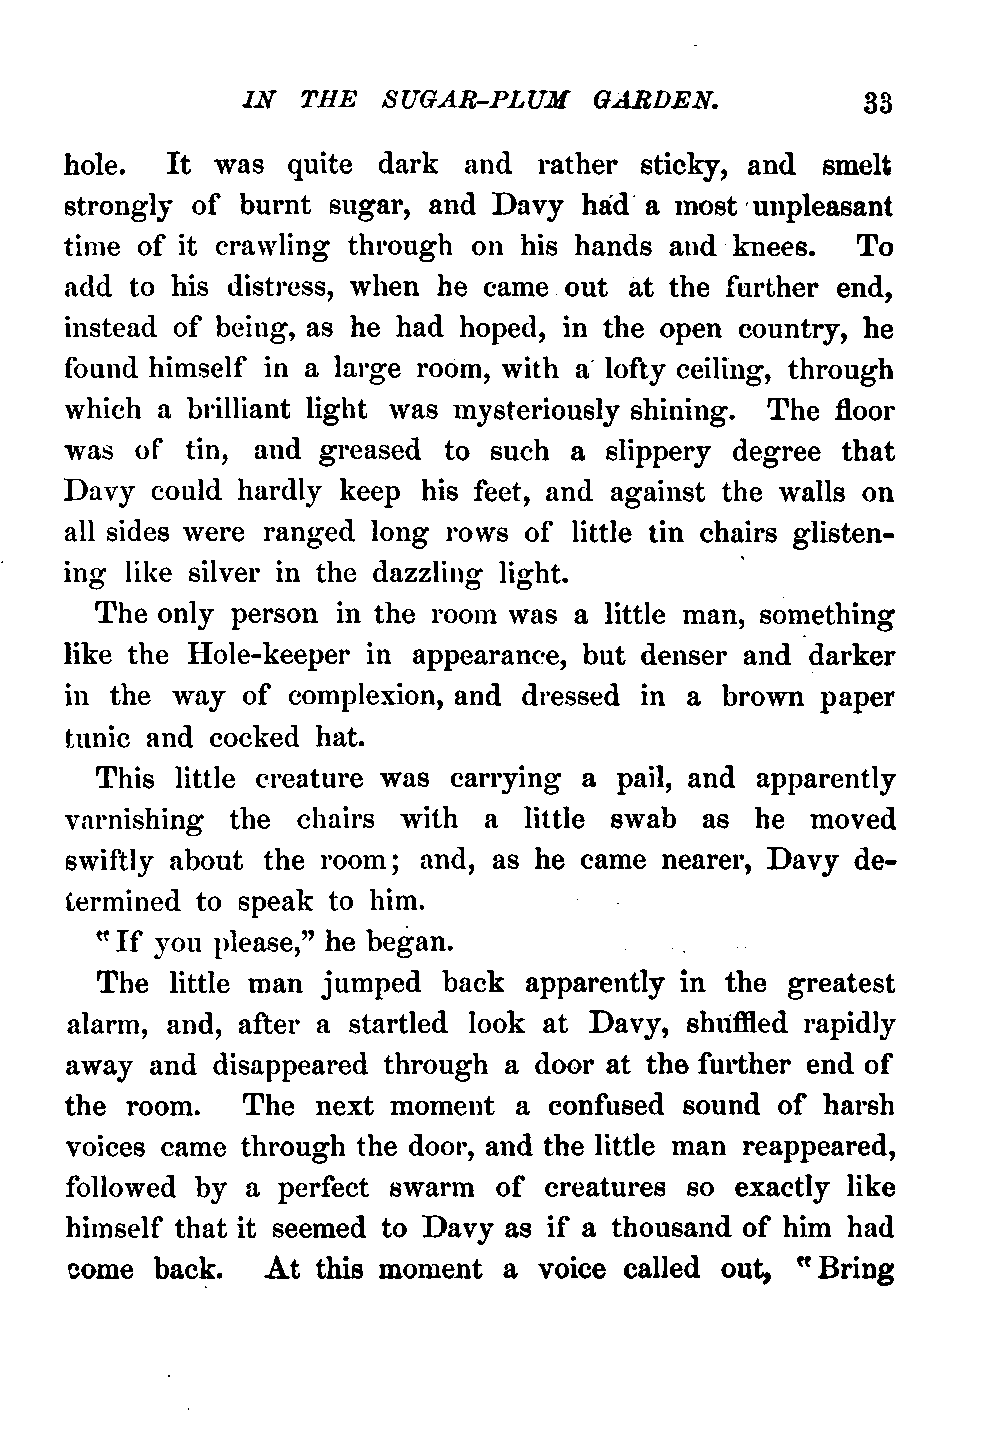 IN THE SUGAR-PLUM GARDEN. 33
hole. It was quite dark and rather sticky, and smelt
strongly of burnt sugar, and Davy had a most unpleasant
time of it crawling through on his hands and knees. To
add to his distress, when he came out at the further end,
instead of being, as he had hoped, in the open country, he
found himself in a large room, with a lofty ceiling, through
which a brilliant light was mysteriously shining. The floor
was of tin, and greased to such a slippery degree that
Davy could hardly keep his feet, and against the walls on
all sides were ranged long rows of little tin chairs glisten-
ing like silver in the dazzling light.
The only person in the room was a little man, something
like the Hole-keeper in appearance, but denser and darker
in the way of complexion, and dressed in a brown paper
tunic and cocked hat.
This little creature was carrying a pail, and apparently
varnishing the chairs with a little swab as he moved
swiftly about the room; and, as he came nearer, Davy de-
termined to speak to him.
"If you please," he began.
The little man jumped back apparently in the greatest
alarm, and, after a startled look at Davy, shuffled rapidly
away and disappeared through a door at the further end of
the room. The next moment a confused sound of harsh
voices came through the door, and the little man reappeared,
followed by a perfect swarm of creatures so exactly like
himself that it seemed to Davy as if a thousand of him had
come back. At this moment a voice called out, "Bring